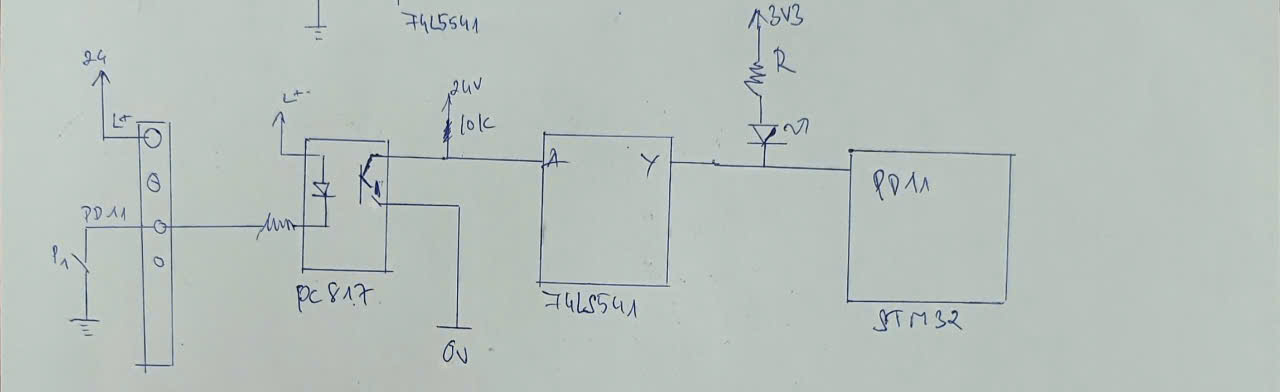 74LS541
3V3
R
24
L+
L+
24V
10K
A
Y
PD11
PD11
P1
PC817
74LS541
STM32
0V